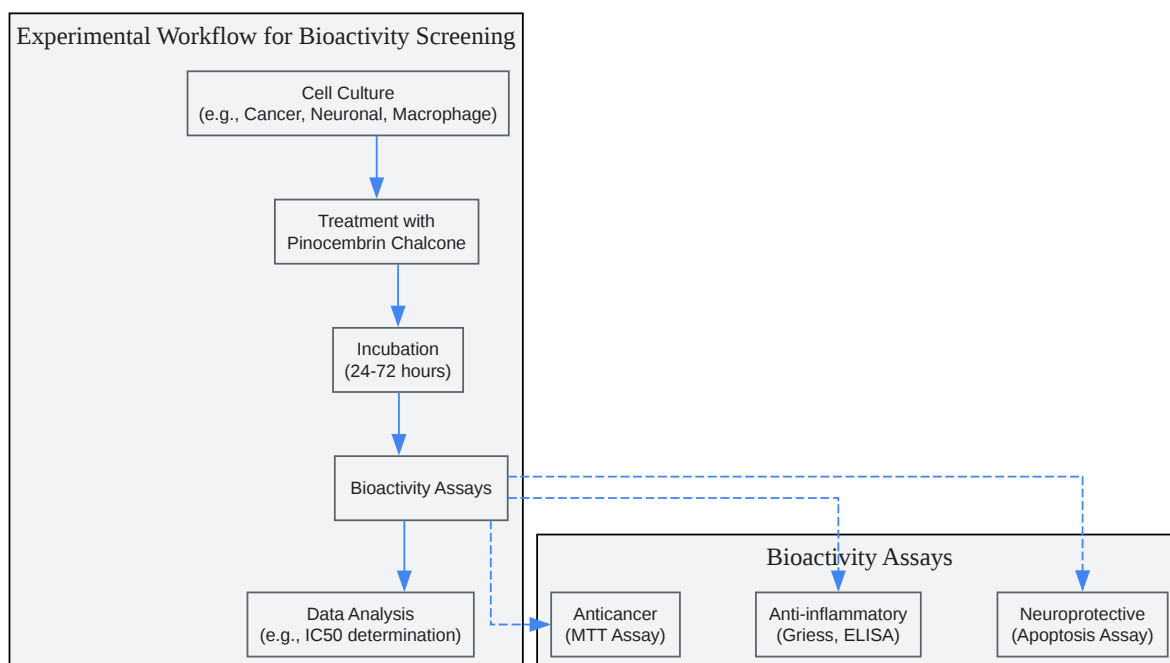 Experimental Workflow for Bioactivity Screening
Cell Culture
(e.g., Cancer, Neuronal, Macrophage)
Treatment with
Pinocembrin Chalcone
Incubation
(24-72 hours)
Bioactivity Assays
Data Analysis
(e.g., IC50 determination)
Bioactivity Assays
Anticancer
(MTT Assay)
Anti-inflammatory
(Griess, ELISA)
Neuroprotective
(Apoptosis Assay)